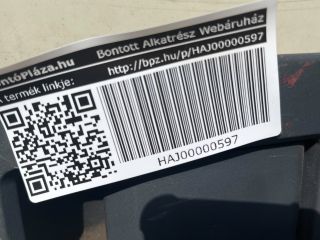 ntóPláza.hu Bontott Alkatrész Webáruház
termék linkje: http://bpz.hu/p/HAJ00000597
HAJ00000597